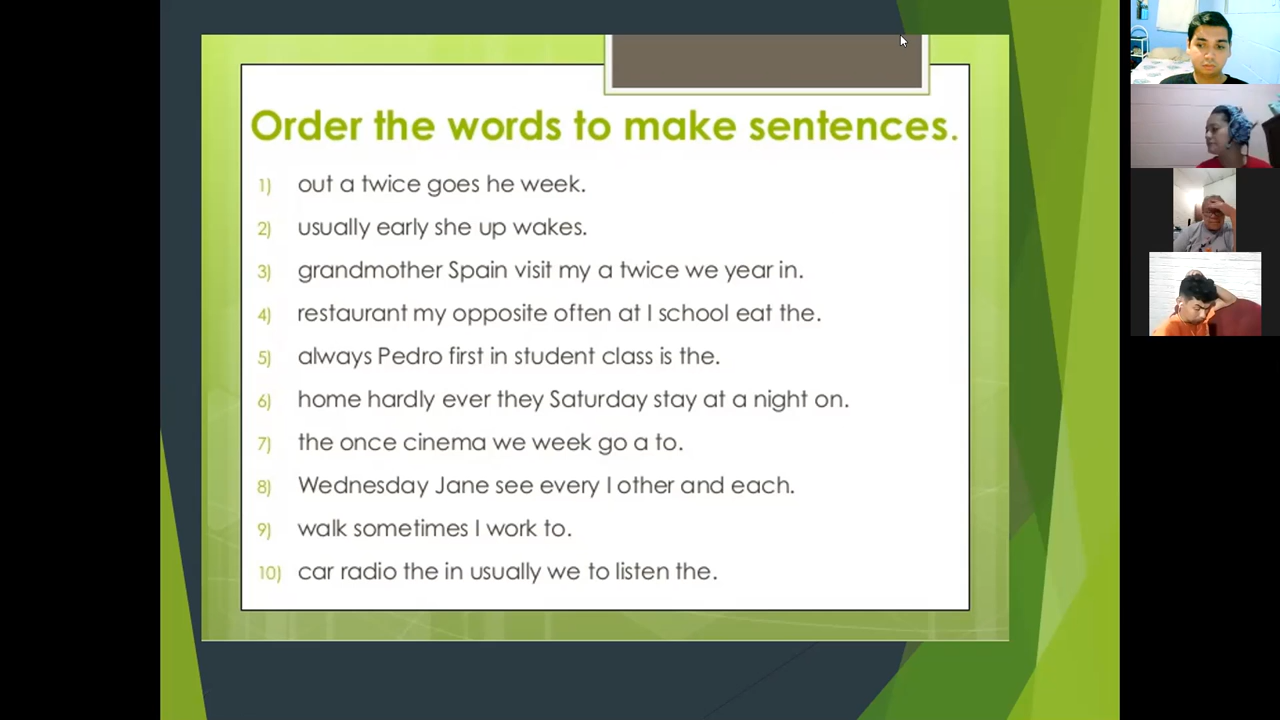 Order the words to make sentences.
1) out a twice goes he week.
2) usually early she up wakes.
3) grandmother Spain visit my a twice we year in.
4) restaurant my opposite often at I school eat the.
5) always Pedro first in student class is the.
6) home hardly ever they Saturday stay at a night on.
7) the once cinema we week go a to.
8) Wednesday Jane see every I other and each.
9) walk sometimes I work to.
10) car radio the in usually we to listen the.